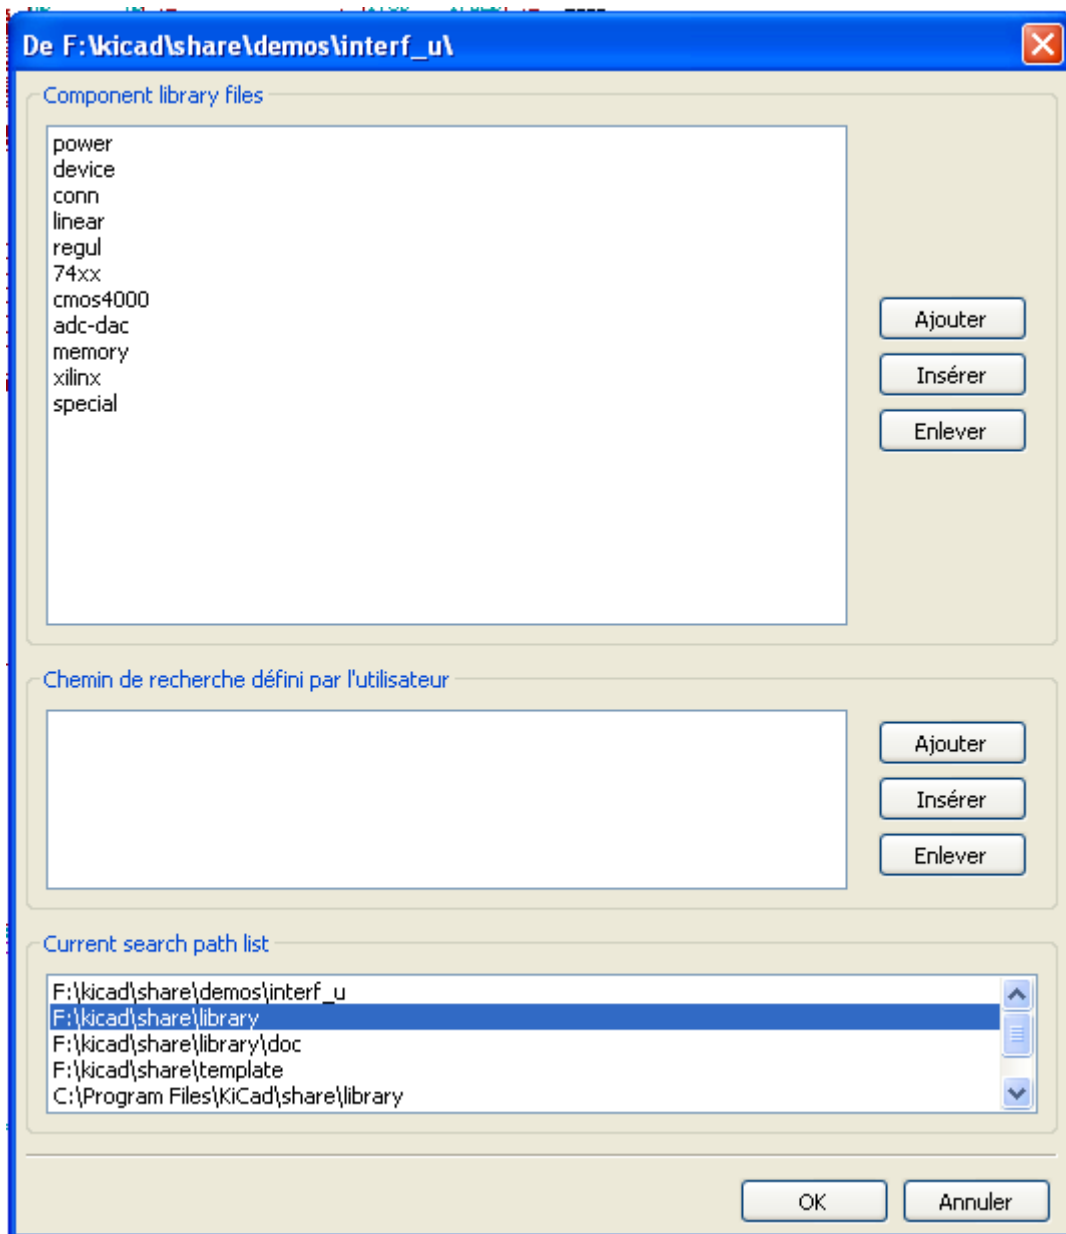 De F:\kicad\share\demos\interf_u\
Component library files
power
device
conn
linear
regul
74xx
cmos4000
adc-dac
memory
xilinx
special
Ajouter
Insérer
Enlever
Chemin de recherche défini par l'utilisateur
Ajouter
Insérer
Enlever
Current search path list
F:\kicad\share\demos\interf_u
F:\kicad\share\library
F:\kicad\share\library\doc
F:\kicad\share\template
C:\Program Files\KiCad\share\library
OK Annuler